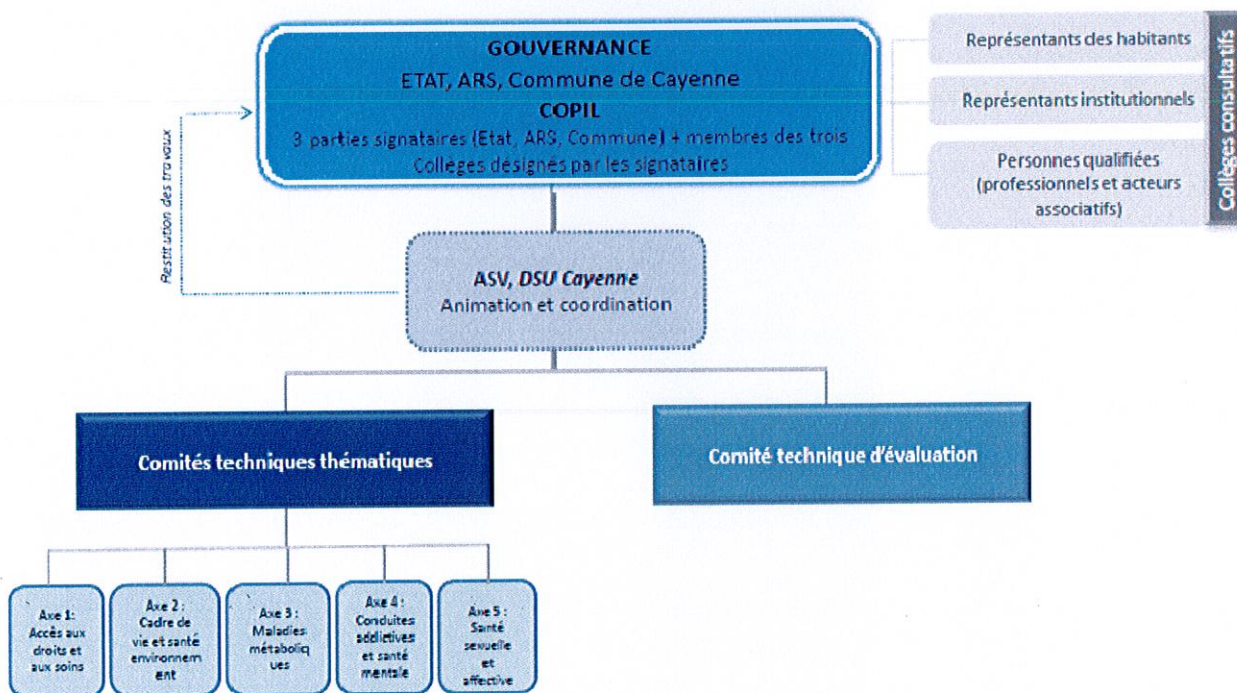 GOUVERNANCE
ETAT, ARS, Commune de Cayenne
COPIL
3 parties signataires (Etat, ARS, Commune) + membres des trois
Collèges désignés par les signataires
Représentants des habitants
Représentants institutionnels
Personnes qualifiées
(professionnels et acteurs
associatifs)
Collèges consultatifs
Restitution des travaux
ASV, DSU Cayenne
Animation et coordination
Comités techniques thématiques
Comité technique d'évaluation
Axe 1:
Accès aux
droits et
aux soins
Axe 2 :
Cadre de
vie et santé
environnem
ent
Axe 3 :
Maladies
métaboliq
ues
Axe 4 :
Conduites
addictives
et santé
mentale
Axe 5 :
Santé
sexuelle
et
affective